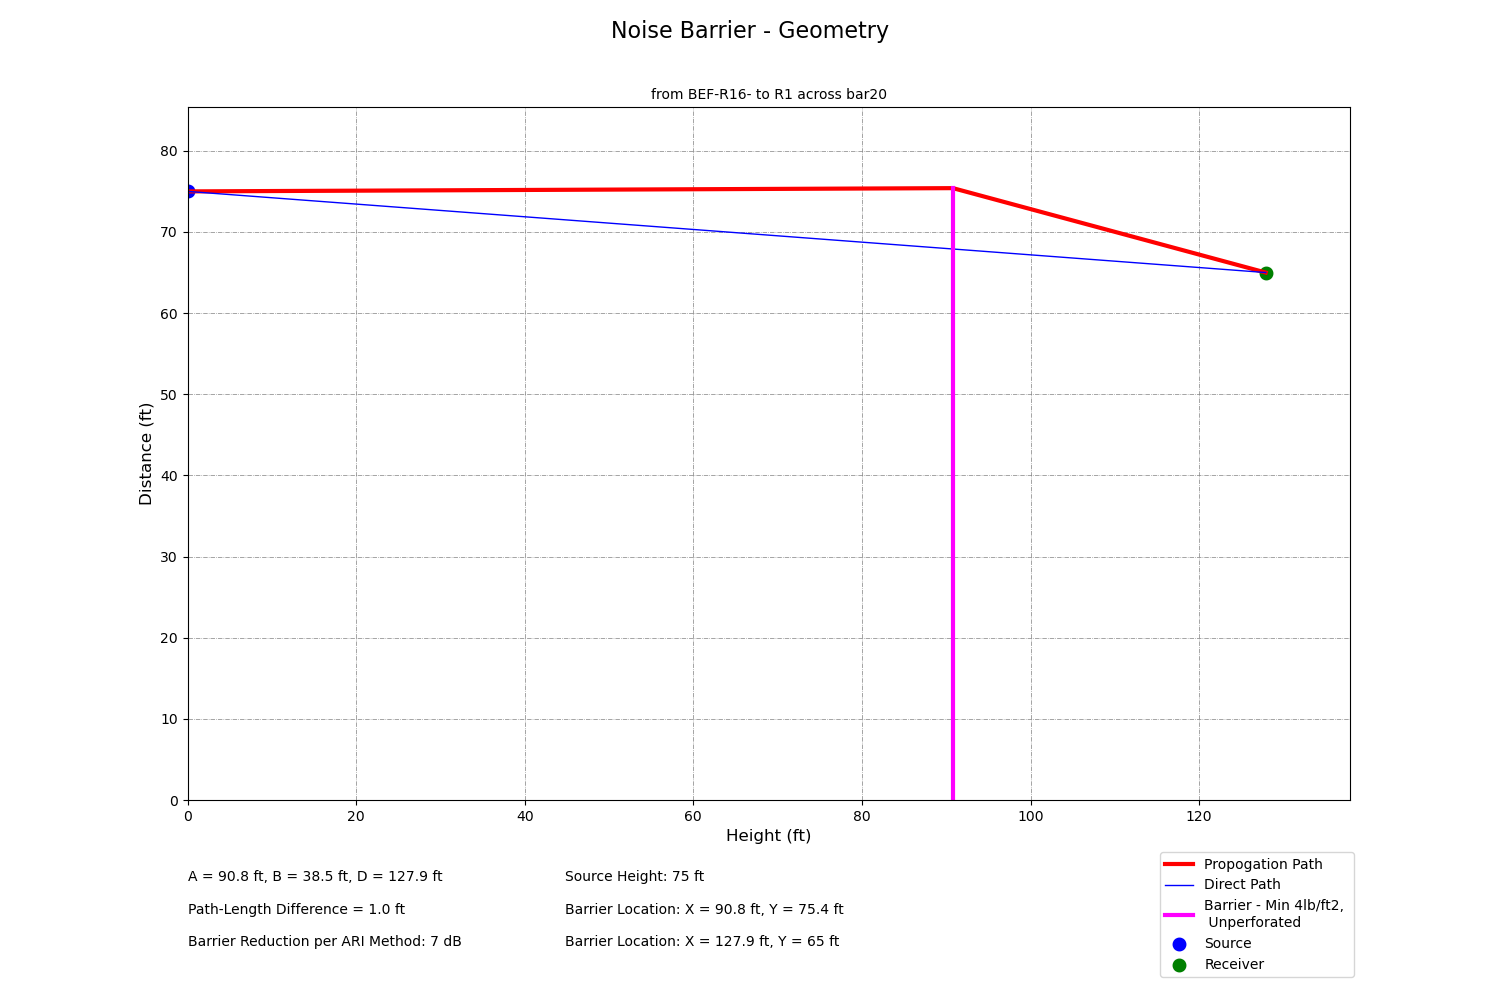 Noise Barrier - Geometry
from BEF-R16- to R1 across bar20
80
70
60
50
40
30
20
10
0
Distance (ft)
0 20 40 60 80 100 120
Height (ft)
A = 90.8 ft, B = 38.5 ft, D = 127.9 ft
Path-Length Difference = 1.0 ft
Barrier Reduction per ARI Method: 7 dB
Source Height: 75 ft
Barrier Location: X = 90.8 ft, Y = 75.4 ft
Barrier Location: X = 127.9 ft, Y = 65 ft
Propogation Path
Direct Path
Barrier - Min 4lb/ft2,
Unperforated
Source
Receiver